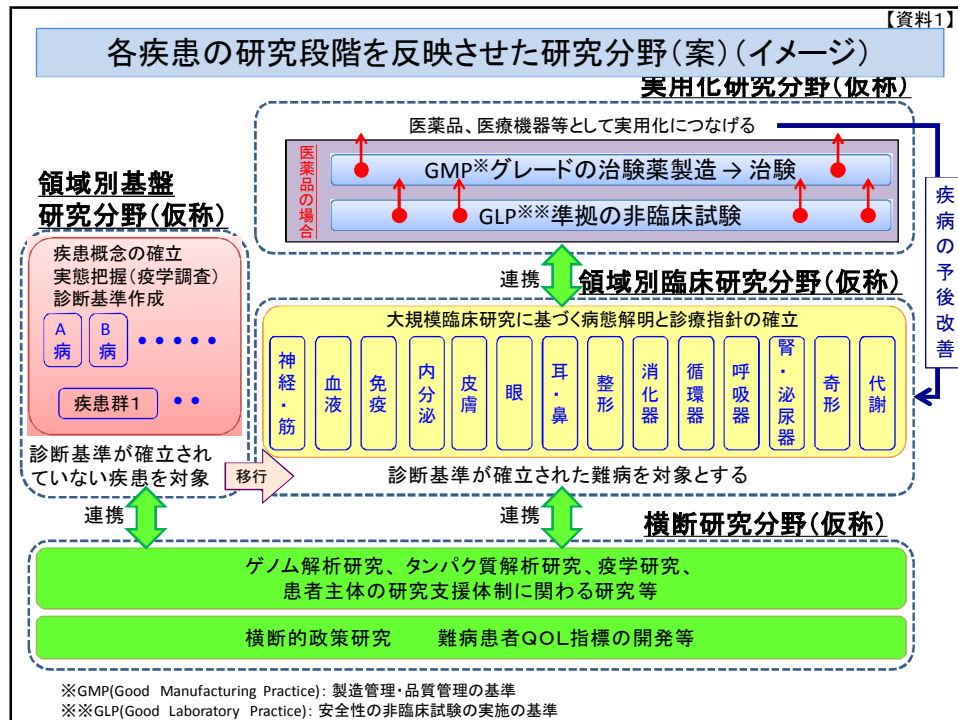 【資料1】
各疾患の研究段階を反映させた研究分野(案)(イメージ)
実用化研究分野(仮称)
医薬品、医療機器等として実用化につなげる
医薬品の場合
GMP※グレードの治験薬製造 → 治験
GLP※※準拠の非臨床試験
疾病の予後改善
領域別基盤
研究分野(仮称)
疾患概念の確立
実態把握(疫学調査)
診断基準作成
A病
B病
•••••
疾患群1
••
診断基準が確立され
ていない疾患を対象
移行
連携
領域別臨床研究分野(仮称)
大規模臨床研究に基づく病態解明と診療指針の確立
神経・筋
血液
免疫
内分泌
皮膚
眼
耳・鼻
整形
消化器
循環器
呼吸器
腎・泌尿器
奇形
代謝
診断基準が確立された難病を対象とする
連携
連携
横断研究分野(仮称)
ゲノム解析研究、タンパク質解析研究、疫学研究、
患者主体の研究支援体制に関わる研究等
横断的政策研究　難病患者QOL指標の開発等
※GMP(Good Manufacturing Practice): 製造管理・品質管理の基準
※※GLP(Good Laboratory Practice): 安全性の非臨床試験の実施の基準